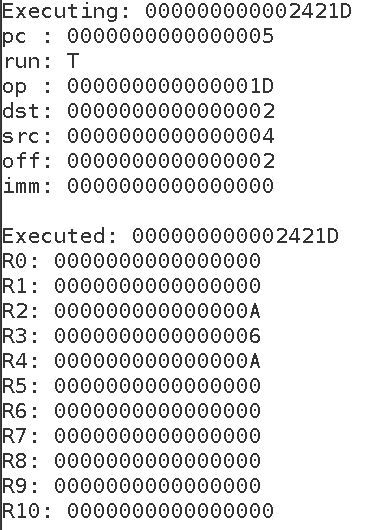 Executing: 000000000002421D
pc : 0000000000000005
run: T
op : 000000000000001D
dst: 0000000000000002
src: 0000000000000004
off: 0000000000000002
imm: 0000000000000000
Executed: 000000000002421D
R0: 0000000000000000
R1: 0000000000000000
R2: 000000000000000A
R3: 0000000000000006
R4: 000000000000000A
R5: 0000000000000000
R6: 0000000000000000
R7: 0000000000000000
R8: 0000000000000000
R9: 0000000000000000
R10: 0000000000000000